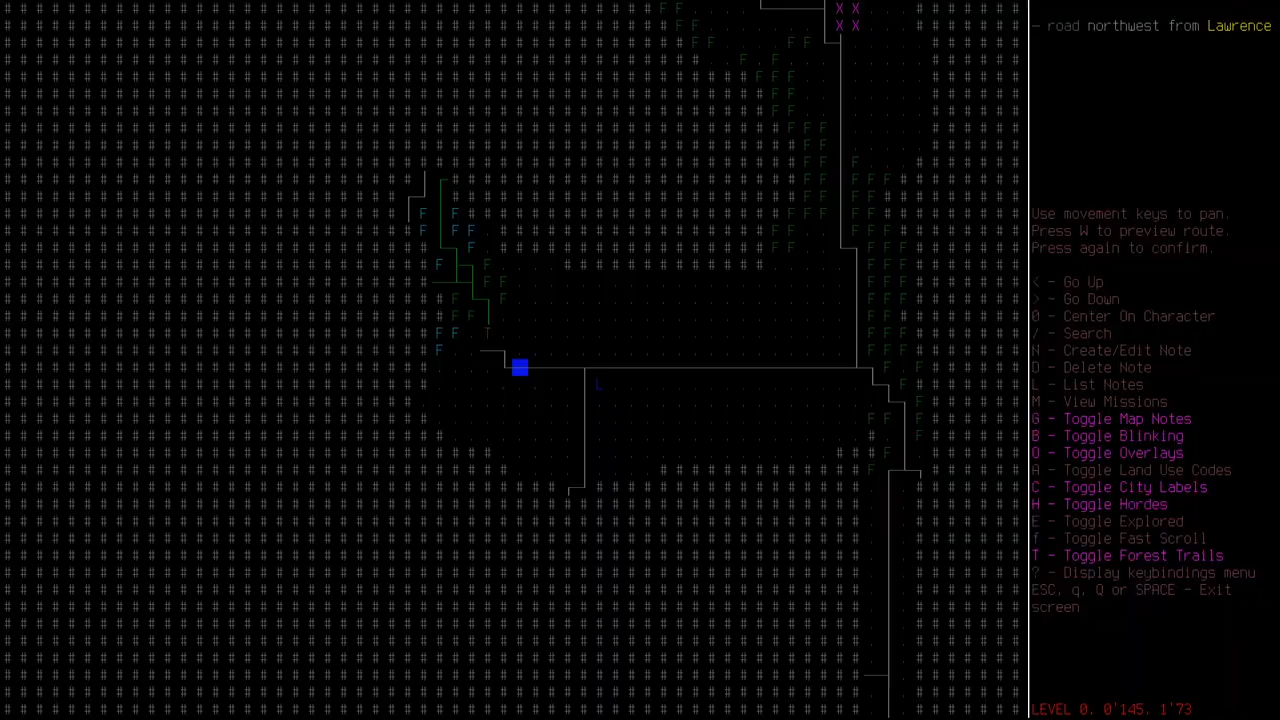 — road northwest from Lawrence
Use movement keys to pan.
Press W to preview route.
Press again to confirm.
< - Go Up
> - Go Down
0 - Center On Character
/ - Search
N - Create/Edit Note
D - Delete Note
L - List Notes
M - View Missions
G - Toggle Map Notes
B - Toggle Blinking
O - Toggle Overlays
A - Toggle Land Use Codes
C - Toggle City Labels
H - Toggle Hordes
E - Toggle Explored
f - Toggle Fast Scroll
T - Toggle Forest Trails
? - Display keybindings menu
ESC, q, Q or SPACE - Exit
screen
LEVEL 0, 0'145, 1'73